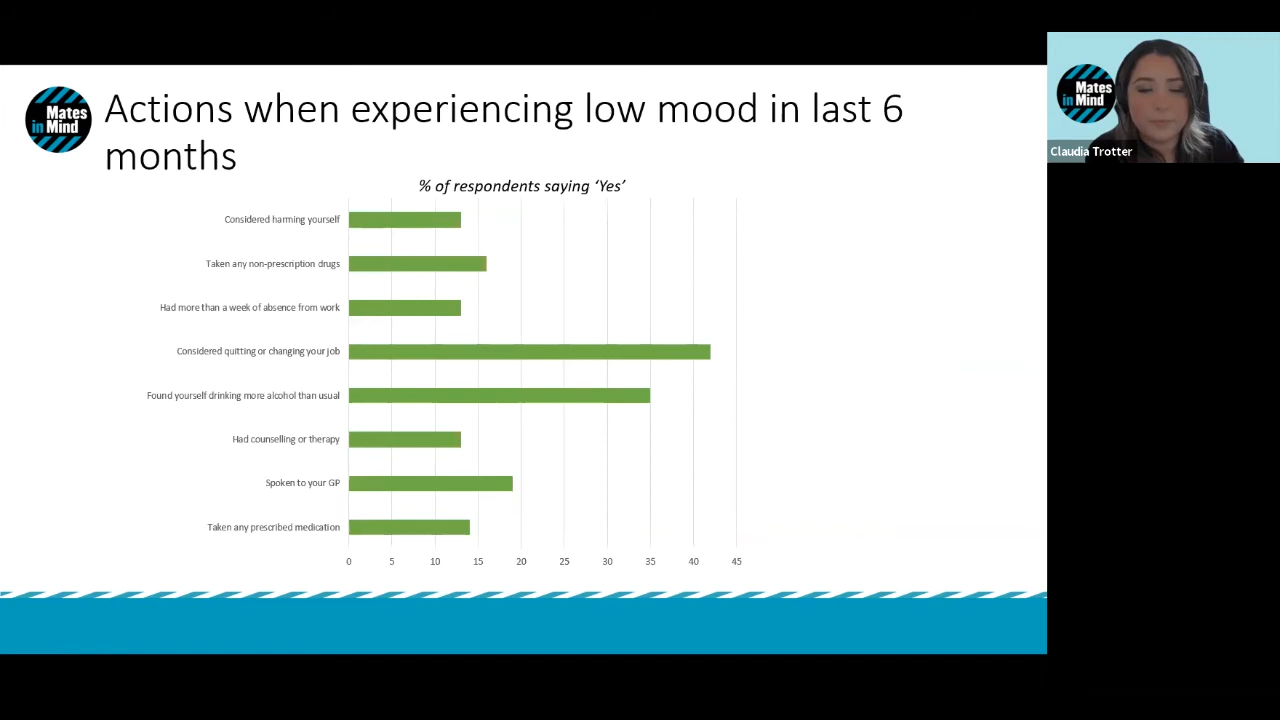 Mates
in Mind
Actions when experiencing low mood in last 6
months
% of respondents saying ‘Yes’
Considered harming yourself
Taken any non-prescription drugs
Had more than a week of absence from work
Considered quitting or changing your job
Found yourself drinking more alcohol than usual
Had counselling or therapy
Spoken to your GP
Taken any prescribed medication
0 5 10 15 20 25 30 35 40 45
Mates
in Mind
Claudia Trotter